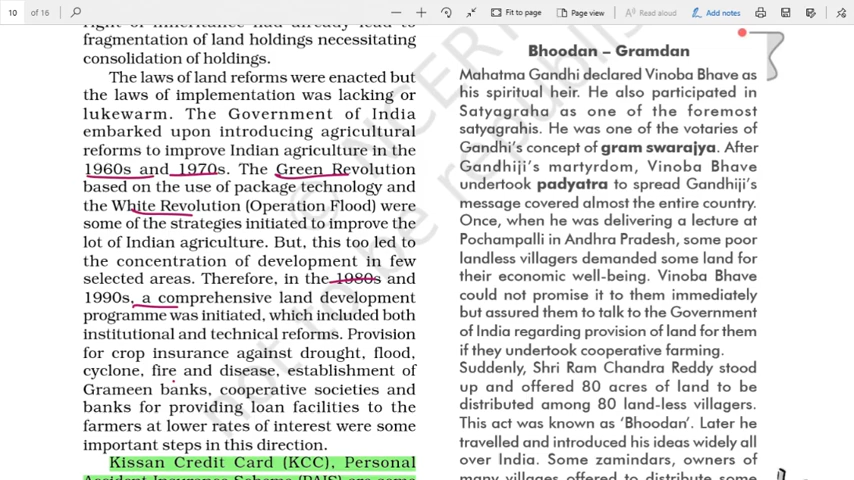 10 of 16
Fit to page
Page view
Read aloud
Add notes
fragmentation of land holdings necessitating
consolidation of holdings.
The laws of land reforms were enacted but
the laws of implementation was lacking or
lukewarm. The Government of India
embarked upon introducing agricultural
reforms to improve Indian agriculture in the
1960s and 1970s. The Green Revolution
based on the use of package technology and
the White Revolution (Operation Flood) were
some of the strategies initiated to improve the
lot of Indian agriculture. But, this too led to
the concentration of development in few
selected areas. Therefore, in the 1980s and
1990s, a comprehensive land development
programme was initiated, which included both
institutional and technical reforms. Provision
for crop insurance against drought, flood,
cyclone, fire and disease, establishment of
Grameen banks, cooperative societies and
banks for providing loan facilities to the
farmers at lower rates of interest were some
important steps in this direction.
Kissan Credit Card (KCC), Personal
Accident Insurance Scheme (PAIS) are some
Bhoodan – Gramdan
Mahatma Gandhi declared Vinoba Bhave as
his spiritual heir. He also participated in
Satyagraha as one of the foremost
satyagrahis. He was one of the votaries of
Gandhi's concept of gram swarajya. After
Gandhiji's martyrdom, Vinoba Bhave
undertook padyatra to spread Gandhiji's
message covered almost the entire country.
Once, when he was delivering a lecture at
Pochampalli in Andhra Pradesh, some poor
landless villagers demanded some land for
their economic well-being. Vinoba Bhave
could not promise it to them immediately
but assured them to talk to the Government
of India regarding provision of land for them
if they undertook cooperative farming.
Suddenly, Shri Ram Chandra Reddy stood
up and offered 80 acres of land to be
distributed among 80 land-less villagers.
This act was known as 'Bhoodan'. Later he
travelled and introduced his ideas widely all
over India. Some zamindars, owners of
many villages offered to distribute some